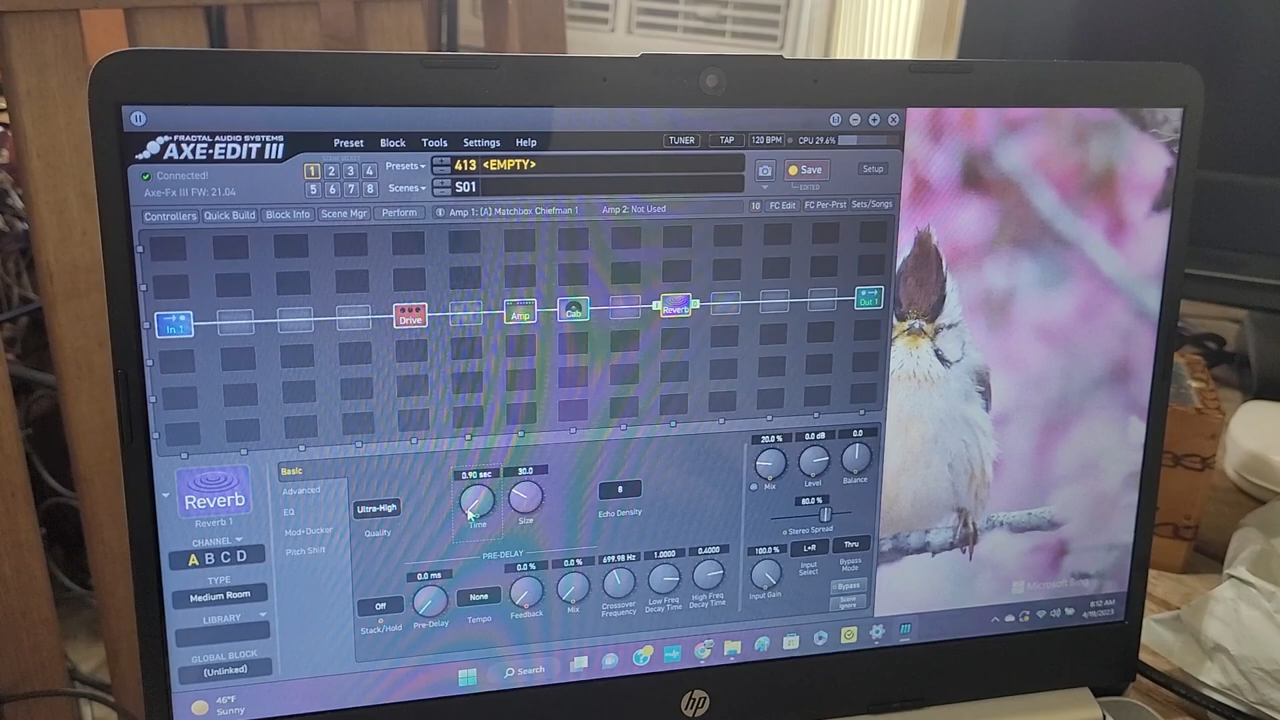 FRACTAL AUDIO SYSTEMS
AXE-EDIT III
Preset Block Tools Settings Help
TUNER TAP 120 BPM CPU 29.6%
Connected!
Axe-Fx III FW: 21.04
SCENE SELECT
1 2 3 4
5 6 7 8
Presets 413 <EMPTY>
Scenes S01
Save
EDITED
Setup
Controllers Quick Build Block Info Scene Mgr Perform Amp 1: (A) Matchbox Chiefman 1 Amp 2: Not Used 10 FC Edit FC Per-Prst Sets/Songs
In 1 Drive Amp Cab Reverb Out 1
Reverb
Reverb 1
CHANNEL
A B C D
TYPE
Medium Room
LIBRARY
GLOBAL BLOCK
(Unlinked)
Basic
Advanced
EQ
Mod+Ducker
Pitch Shift
Ultra-High
Quality
0.90 sec
Time
30.0
Size
8
Echo Density
20.0 %
Mix
0.0 dB
Level
0.0
Balance
80.0 %
Stereo Spread
PRE-DELAY
Off
Stack/Hold
0.0 ms
Pre-Delay
None
Tempo
0.0 %
Feedback
0.0 %
Mix
699.98 Hz
Crossover
Frequency
1.0000
Low Freq
Decay Time
0.4000
High Freq
Decay Time
100.0 %
Input Gain
L+R
Input
Select
Thru
Bypass
Mode
Bypass
Scene
Ignore
Microsoft Bing
46°F
Sunny
Search
8:12 AM
4/19/2023
hp